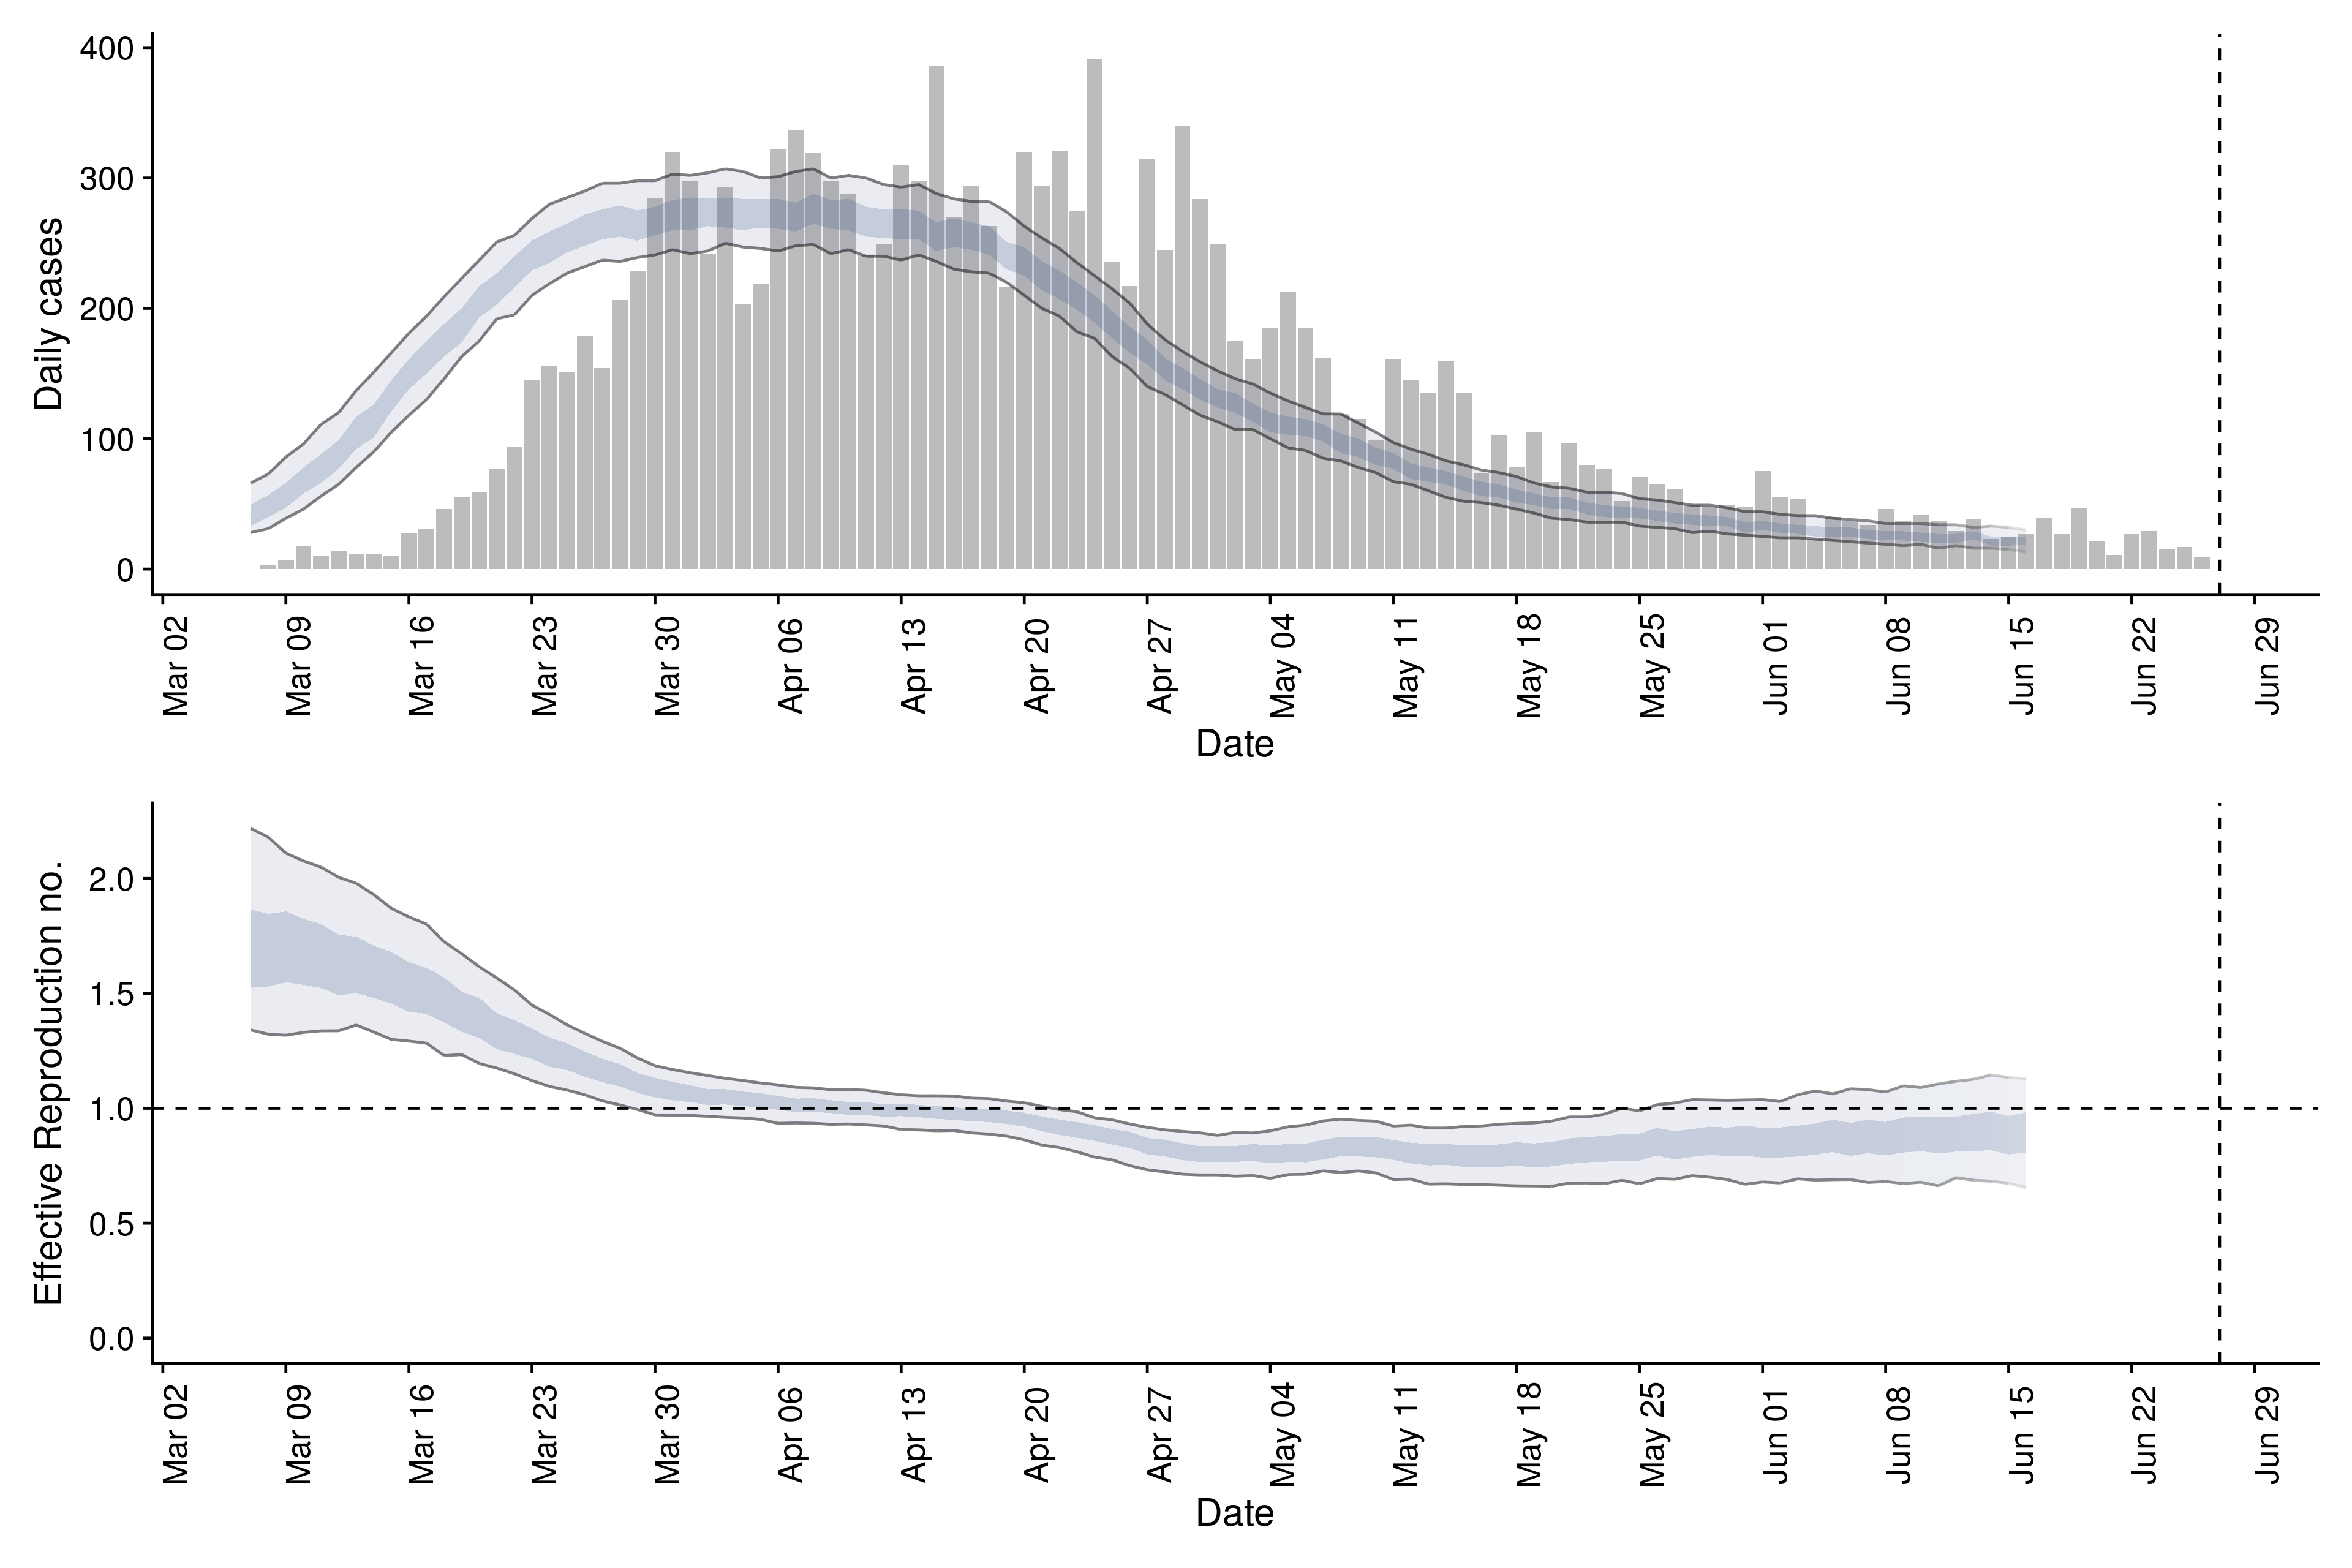 Daily cases
400
300
200
100
0
Mar 02
Mar 09
Mar 16
Mar 23
Mar 30
Apr 06
Apr 13
Apr 20
Apr 27
May 04
May 11
May 18
May 25
Jun 01
Jun 08
Jun 15
Jun 22
Jun 29
Date
Effective Reproduction no.
2.0
1.5
1.0
0.5
0.0
Mar 02
Mar 09
Mar 16
Mar 23
Mar 30
Apr 06
Apr 13
Apr 20
Apr 27
May 04
May 11
May 18
May 25
Jun 01
Jun 08
Jun 15
Jun 22
Jun 29
Date